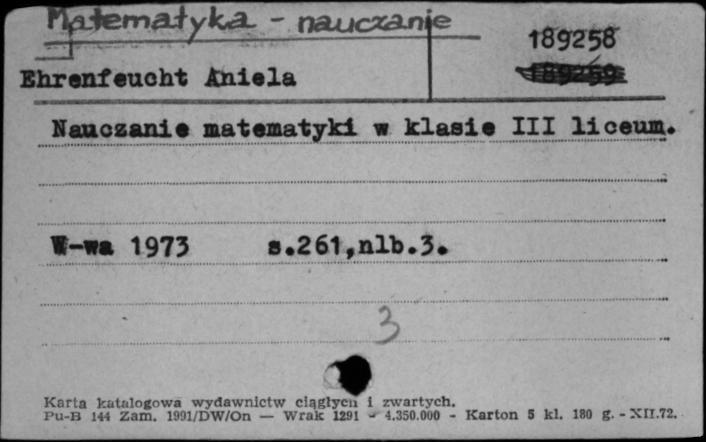 Matematyka - nauczanie
189258
Ehrenfeucht Aniela
189259
Nauczanie matematyki w klasie III liceum.
W-wa 1973 s.261,nlb.3.
3
Karta katalogowa wydawnictw ciągłych i zwartych.
Pu-B 144 Zam. 1991/DW/On — Wrak 1291 - 4.350.000 - Karton 5 kl. 180 g. - XII.72.